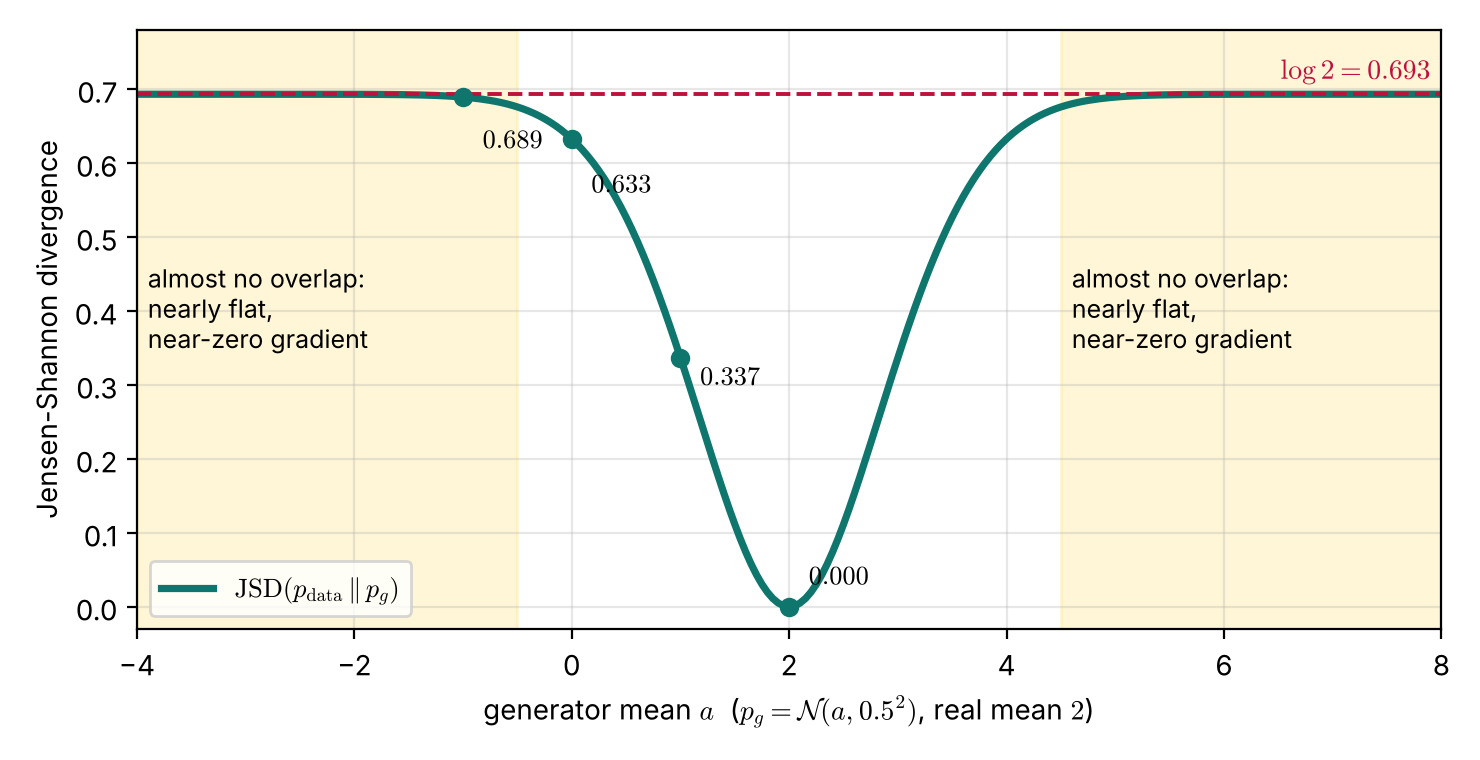 log 2 = 0.693
0.7
0.6
0.5
0.4
0.3
0.2
0.1
0.0
Jensen-Shannon divergence
0.689
0.633
0.337
0.000
almost no overlap:
nearly flat,
near-zero gradient
almost no overlap:
nearly flat,
near-zero gradient
JSD(p_data ∥ p_g)
−4 −2 0 2 4 6 8
generator mean a (p_g = 𝒩(a, 0.5²), real mean 2)